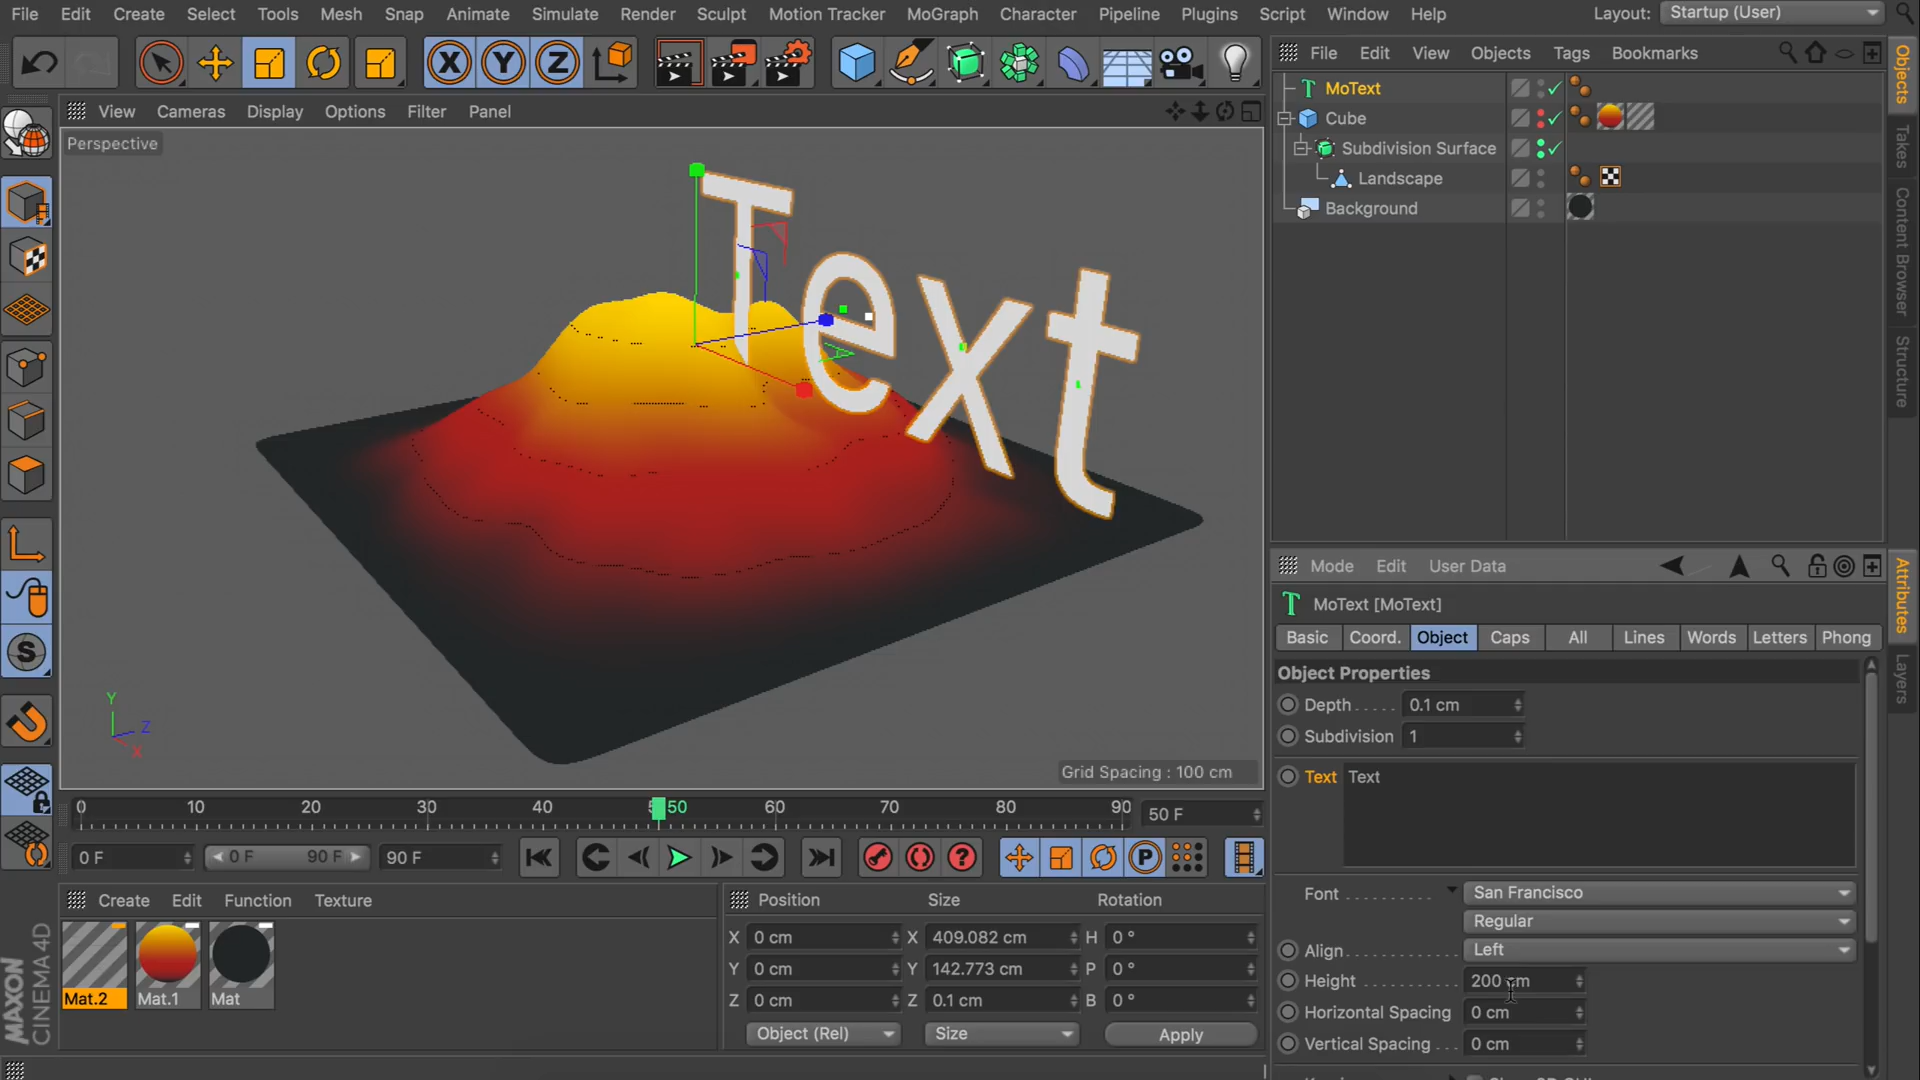 File Edit Create Select Tools Mesh Snap Animate Simulate Render Sculpt Motion Tracker MoGraph Character Pipeline Plugins Script Window Help Layout: Startup (User)
View Cameras Display Options Filter Panel
Perspective
Text
Y
Z
X
Grid Spacing : 100 cm
0 10 20 30 40 50 60 70 80 90 50 F
0 F 0 F 90 F 90 F
Create Edit Function Texture
Mat.2 Mat.1 Mat
MAXON
CINEMA 4D
Position Size Rotation
X 0 cm X 409.082 cm H 0 °
Y 0 cm Y 142.773 cm P 0 °
Z 0 cm Z 0.1 cm B 0 °
Object (Rel) Size Apply
File Edit View Objects Tags Bookmarks
MoText
Cube
Subdivision Surface
Landscape
Background
Objects
Takes
Content Browser
Structure
Mode Edit User Data
MoText [MoText]
Basic Coord. Object Caps All Lines Words Letters Phong
Object Properties
Depth . . . . . 0.1 cm
Subdivision 1
Text Text
Font . . . . . . . . . . San Francisco
Regular
Align . . . . . . . . . . . . Left
Height . . . . . . . . . . 200 cm
Horizontal Spacing 0 cm
Vertical Spacing . . . 0 cm
Attributes
Layers